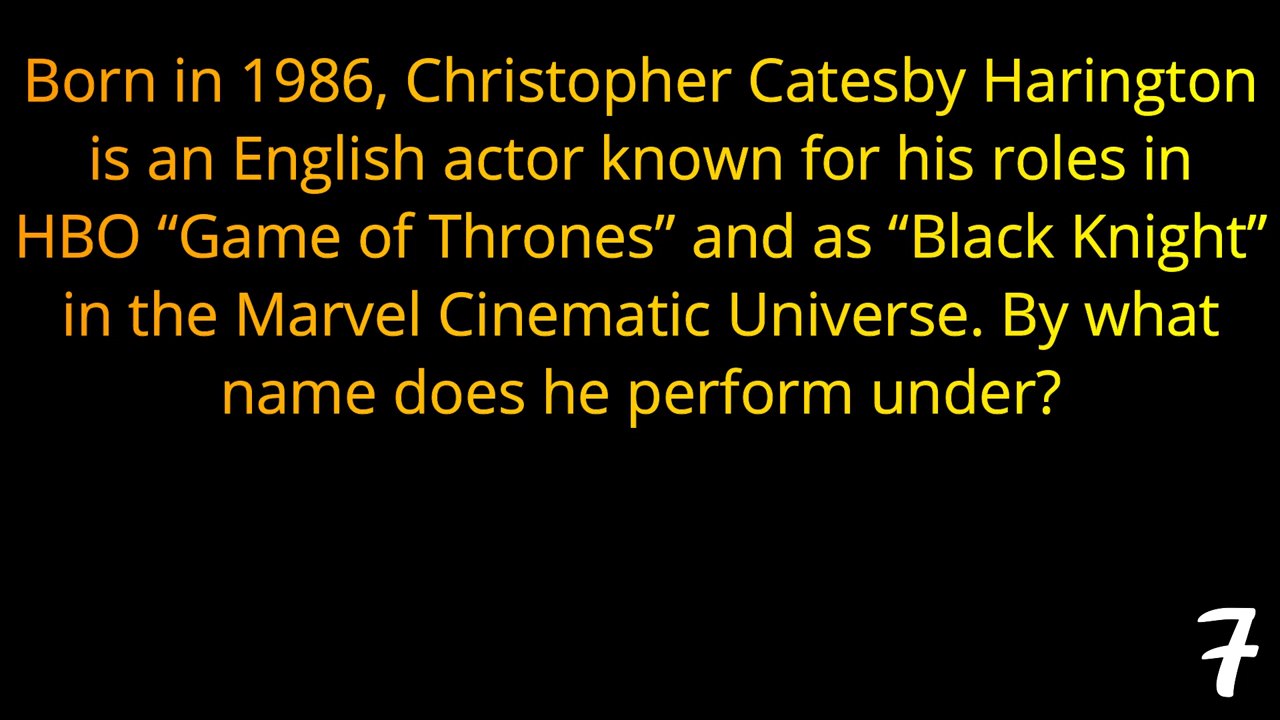 Born in 1986, Christopher Catesby Harington
is an English actor known for his roles in
HBO “Game of Thrones” and as “Black Knight”
in the Marvel Cinematic Universe. By what
name does he perform under?
7